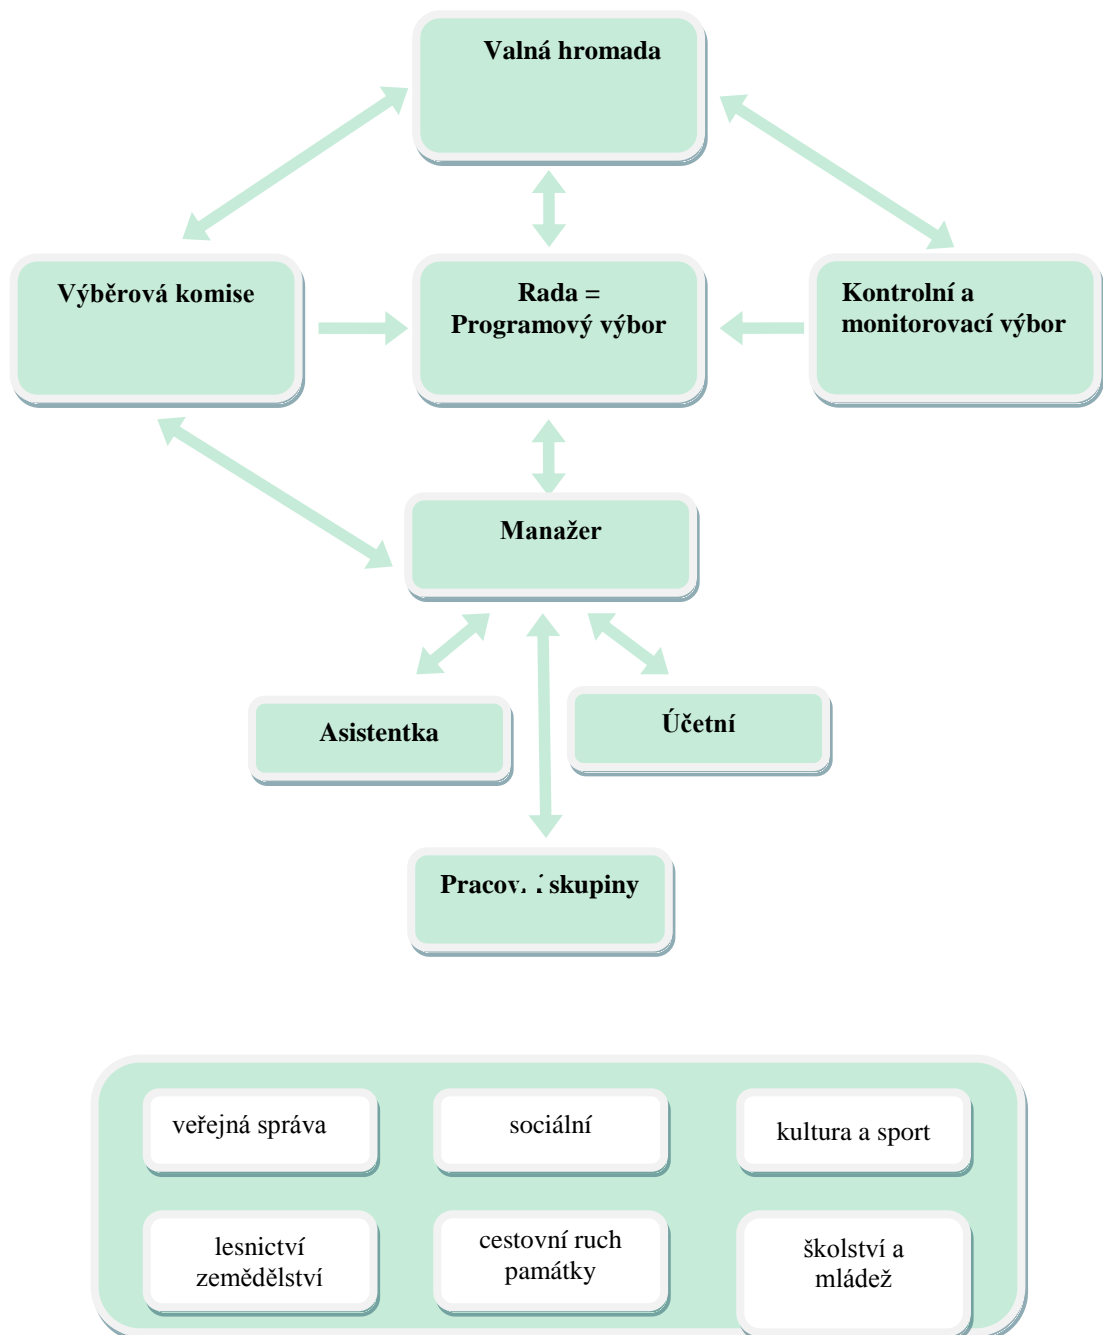 Valná hromada
Výběrová komise
Rada =
Programový výbor
Kontrolní a
monitorovací výbor
Manažer
Asistentka
Účetní
skupiny
veřejná správa
sociální
kultura a sport
lesnictví
zemědělství
cestovní ruch
památky
školství a
mládež